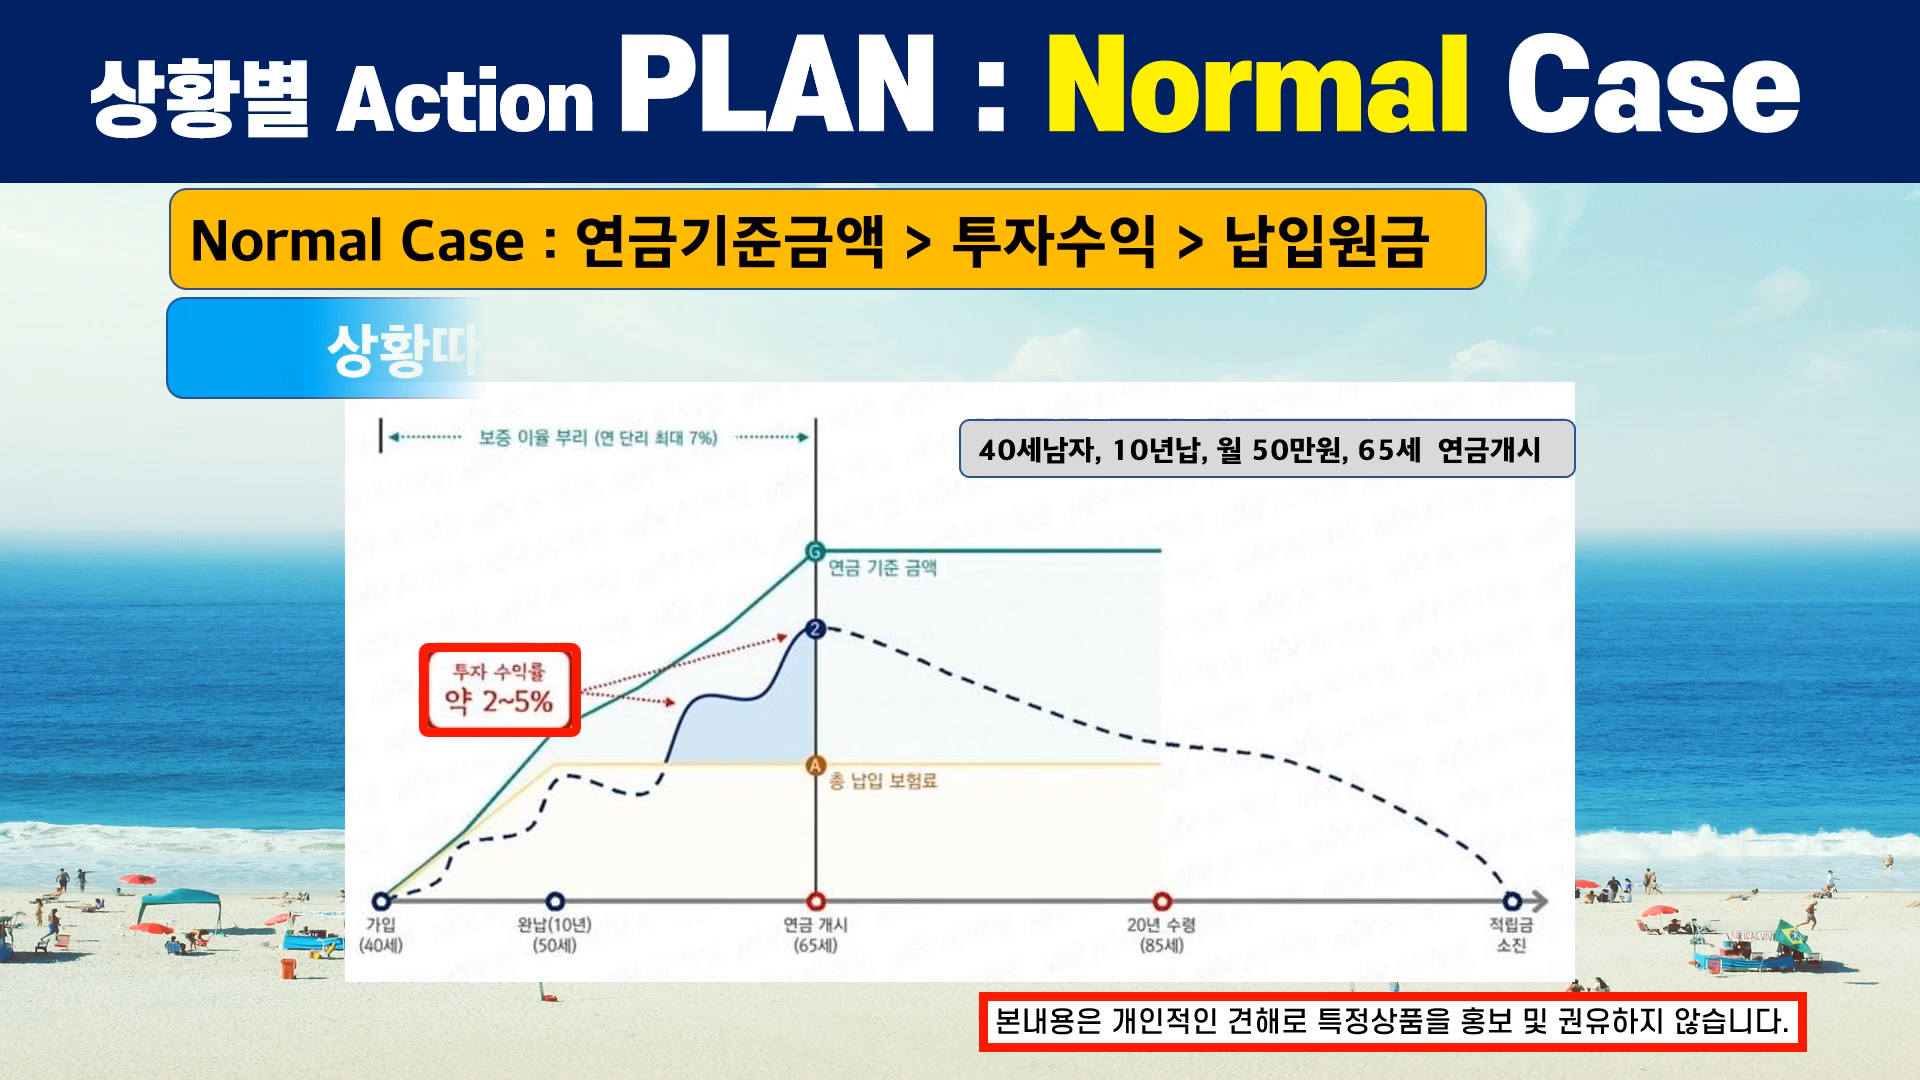 상황별 Action PLAN : Normal Case
Normal Case : 연금기준금액 > 투자수익 > 납입원금
상황따
보증 이율 부리 (연 단리 최대 7%)
40세남자, 10년납, 월 50만원, 65세 연금개시
G
연금 기준 금액
2
투자 수익률
약 2~5%
A
총 납입 보험료
가입
(40세)
완납(10년)
(50세)
연금 개시
(65세)
20년 수령
(85세)
적립금
소진
본내용은 개인적인 견해로 특정상품을 홍보 및 권유하지 않습니다.